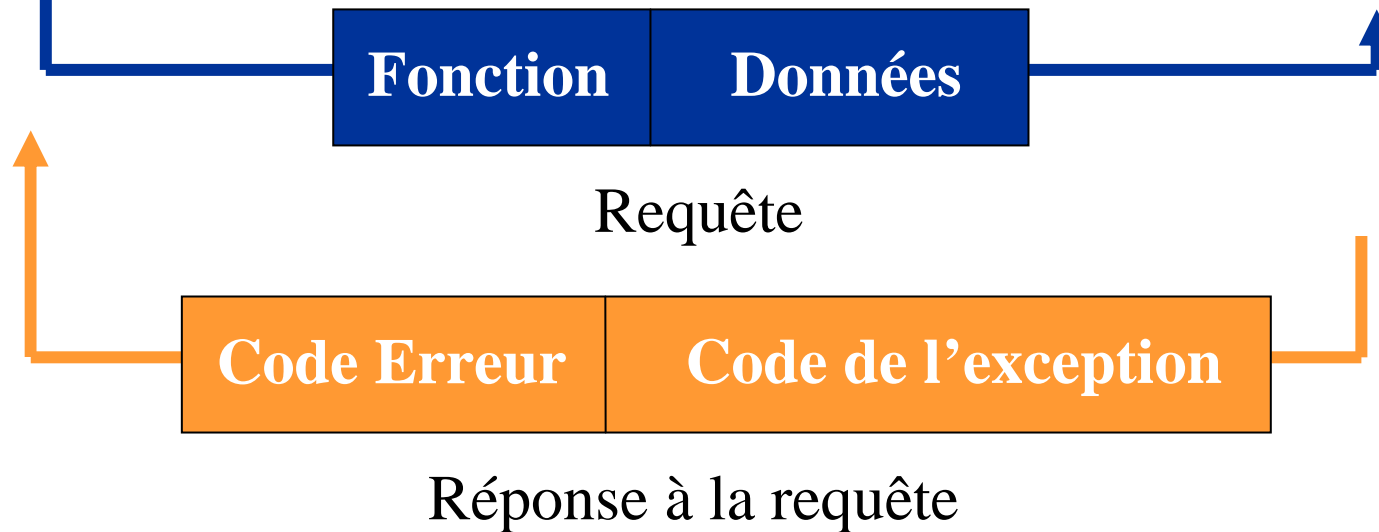 Fonction Données
Requête
Code Erreur Code de l’exception
Réponse à la requête